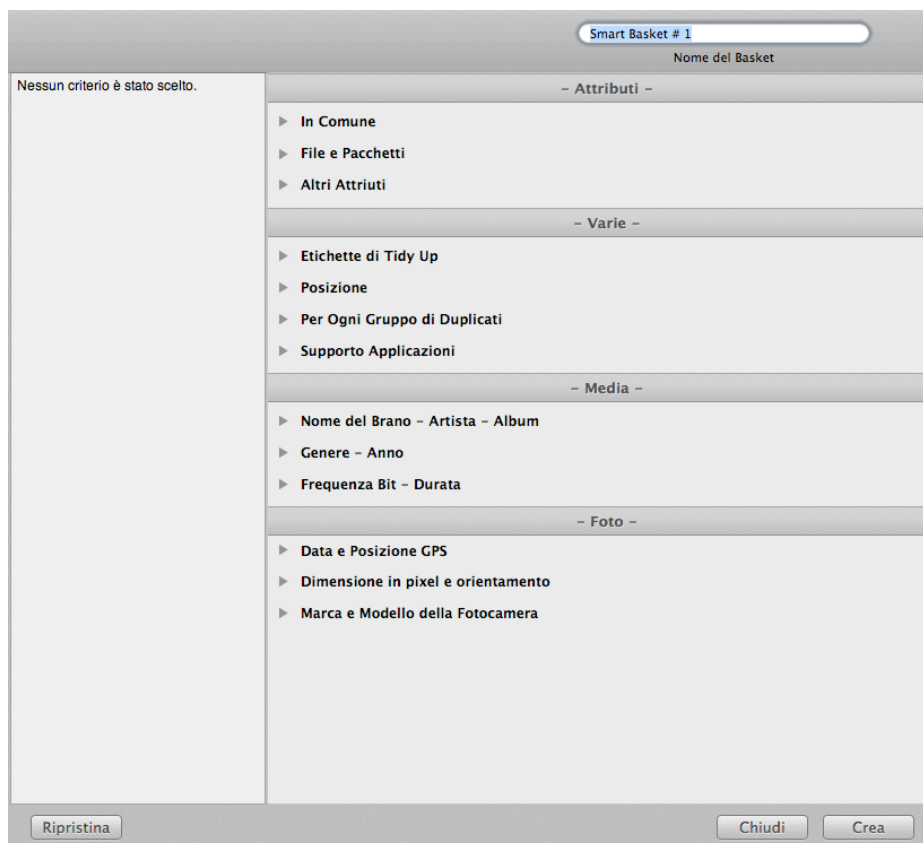 Smart Basket # 1
Nome del Basket
Nessun criterio è stato scelto.
– Attributi –
In Comune
File e Pacchetti
Altri Attriuti
– Varie –
Etichette di Tidy Up
Posizione
Per Ogni Gruppo di Duplicati
Supporto Applicazioni
– Media –
Nome del Brano – Artista – Album
Genere – Anno
Frequenza Bit – Durata
– Foto –
Data e Posizione GPS
Dimensione in pixel e orientamento
Marca e Modello della Fotocamera
Ripristina
Chiudi
Crea